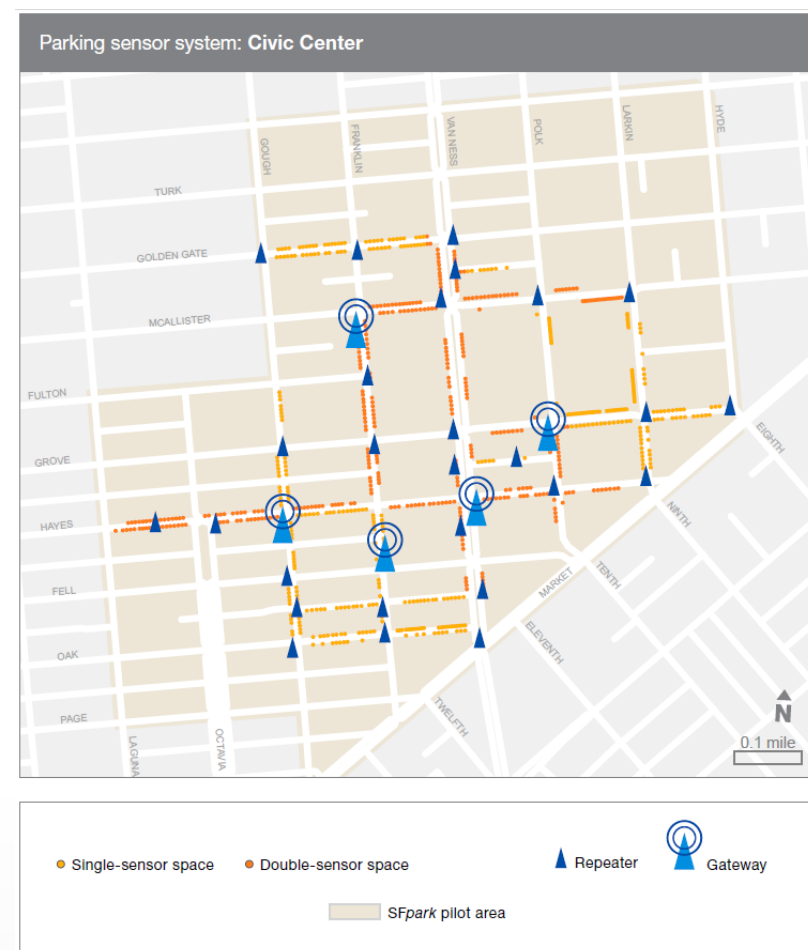 Parking sensor system: Civic Center
GOUGH
FRANKLIN
VAN NESS
POLK
LARKIN
HYDE
TURK
GOLDEN GATE
MCALLISTER
FULTON
GROVE
HAYES
FELL
OAK
PAGE
LAGUNA
OCTAVIA
MARKET
EIGHTH
NINTH
TENTH
ELEVENTH
TWELFTH
N
0.1 mile
Single-sensor space
Double-sensor space
Repeater
Gateway
SFpark pilot area